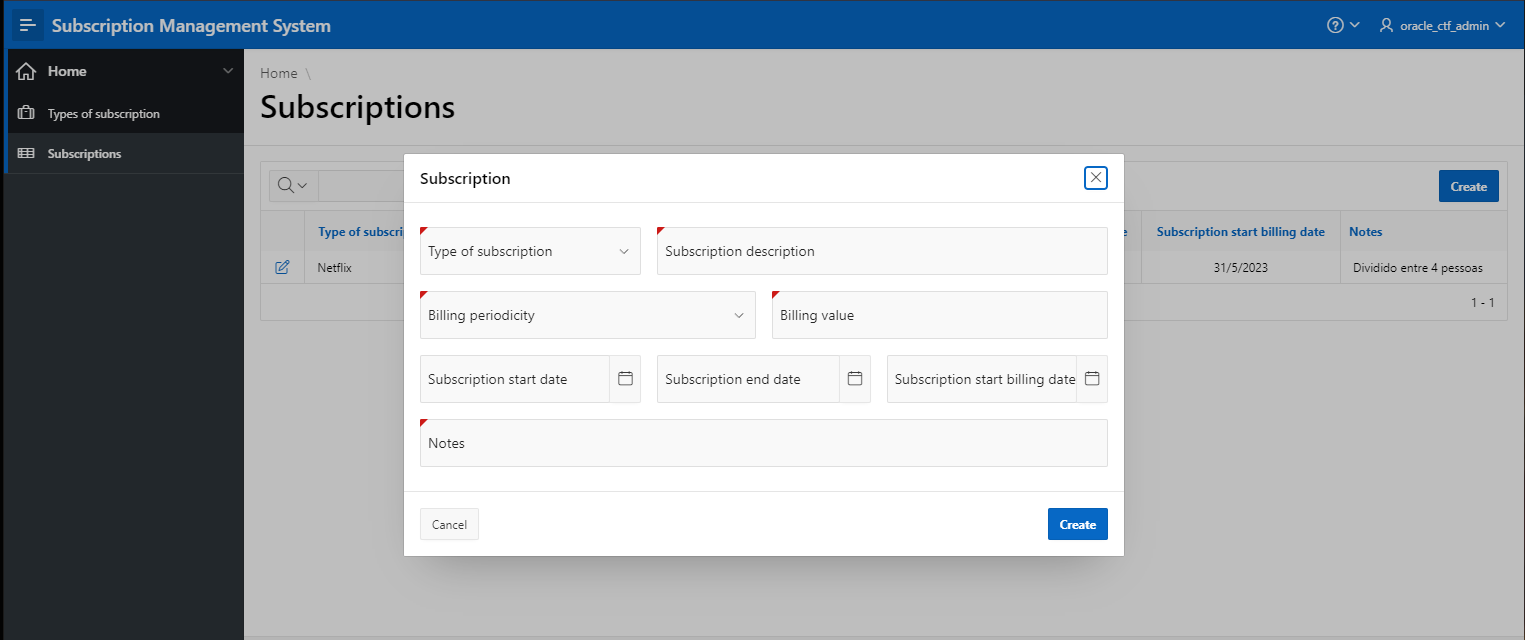 Subscription Management System
oracle_ctf_admin
Home
Types of subscription
Subscriptions
Home \
Subscriptions
Create
Type of
Subscription start billing date
Notes
Netflix
31/5/2023
Dividido entre 4 pessoas
1 - 1
Subscription
Type of subscription
Subscription description
Billing periodicity
Billing value
Subscription start date
Subscription end date
Subscription start billing date
Notes
Cancel
Create